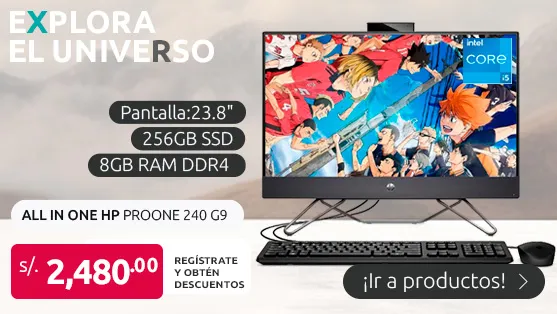 EXPLORA
EL UNIVERSO
intel
CORE
i5
Pantalla:23.8"
256GB SSD
8GB RAM DDR4
hp
ALL IN ONE HP PROONE 240 G9
s/. 2,480.00
REGÍSTRATE
Y OBTÉN
DESCUENTOS
¡Ir a productos! >